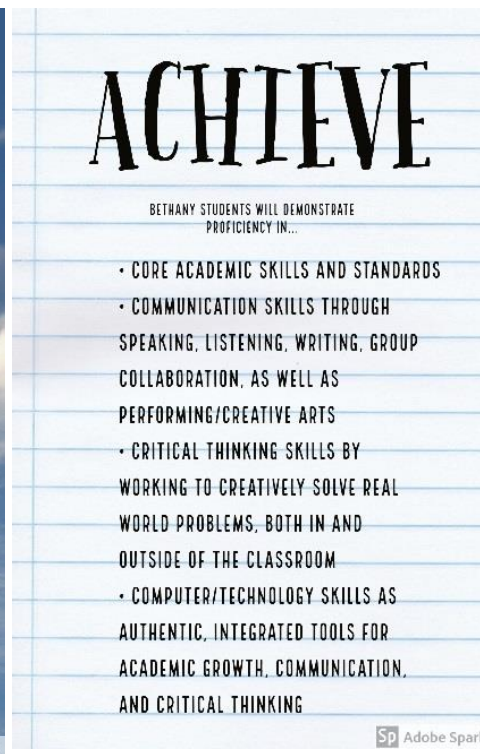 ACHIEVE
BETHANY STUDENTS WILL DEMONSTRATE
PROFICIENCY IN...
• CORE ACADEMIC SKILLS AND STANDARDS
• COMMUNICATION SKILLS THROUGH
SPEAKING, LISTENING, WRITING, GROUP
COLLABORATION, AS WELL AS
PERFORMING/CREATIVE ARTS
• CRITICAL THINKING SKILLS BY
WORKING TO CREATIVELY SOLVE REAL
WORLD PROBLEMS, BOTH IN AND
OUTSIDE OF THE CLASSROOM
• COMPUTER/TECHNOLOGY SKILLS AS
AUTHENTIC, INTEGRATED TOOLS FOR
ACADEMIC GROWTH, COMMUNICATION,
AND CRITICAL THINKING
Sp Adobe Spar